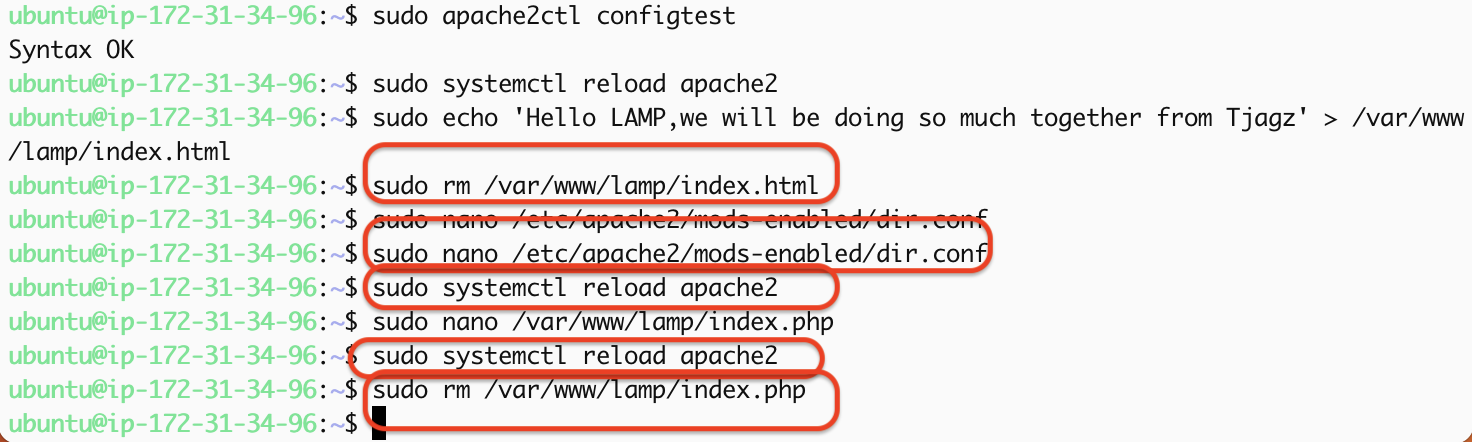 ubuntu@ip-172-31-34-96:~$ sudo apache2ctl configtest
Syntax OK
ubuntu@ip-172-31-34-96:~$ sudo systemctl reload apache2
ubuntu@ip-172-31-34-96:~$ sudo echo 'Hello LAMP,we will be doing so much together from Tjagz' > /var/www
/lamp/index.html
ubuntu@ip-172-31-34-96:~$ sudo rm /var/www/lamp/index.html
ubuntu@ip-172-31-34-96:~$ sudo nano /etc/apache2/mods-enabled/dir.conf
ubuntu@ip-172-31-34-96:~$ sudo nano /etc/apache2/mods-enabled/dir.conf
ubuntu@ip-172-31-34-96:~$ sudo systemctl reload apache2
ubuntu@ip-172-31-34-96:~$ sudo nano /var/www/lamp/index.php
ubuntu@ip-172-31-34-96:~$ sudo systemctl reload apache2
ubuntu@ip-172-31-34-96:~$ sudo rm /var/www/lamp/index.php
ubuntu@ip-172-31-34-96:~$